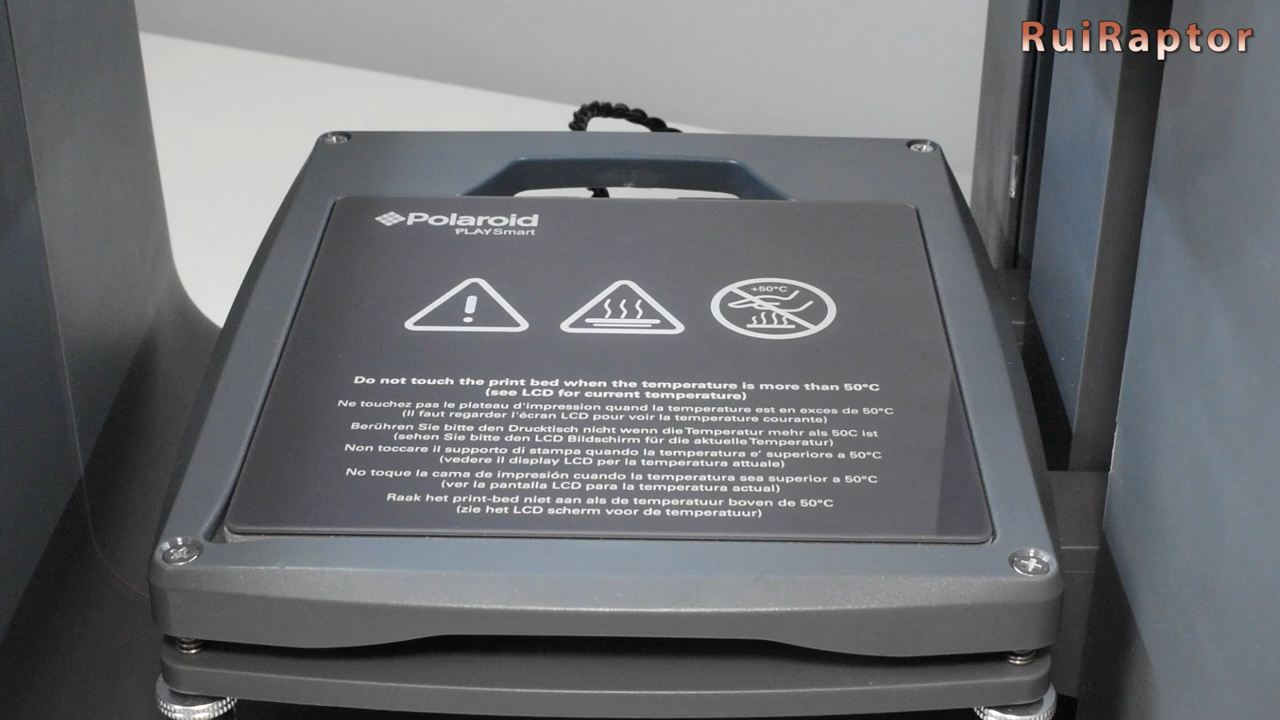 RuiRaptor
Polaroid
PLAYSmart
+50°C
Do not touch the print bed when the temperature is more than 50°C
(see LCD for current temperature)
Ne touchez pas le plateau d'impression quand la temperature est en exces de 50°C
(Il faut regarder l'écran LCD pour voir la temperature courante)
Berühren Sie bitte den Drucktisch nicht wenn die Temperatur mehr als 50C ist
(sehen Sie bitte den LCD Bildschirm für die aktuelle Temperatur)
Non toccare il supporto di stampa quando la temperatura e' superiore a 50°C
(vedere il display LCD per la temperatura attuale)
No toque la cama de impresión cuando la temperatura sea superior a 50°C
(ver la pantalla LCD para la temperatura actual)
Raak het print-bed niet aan als de temperatuur boven de 50°C
(zie het LCD scherm voor de temperatuur)